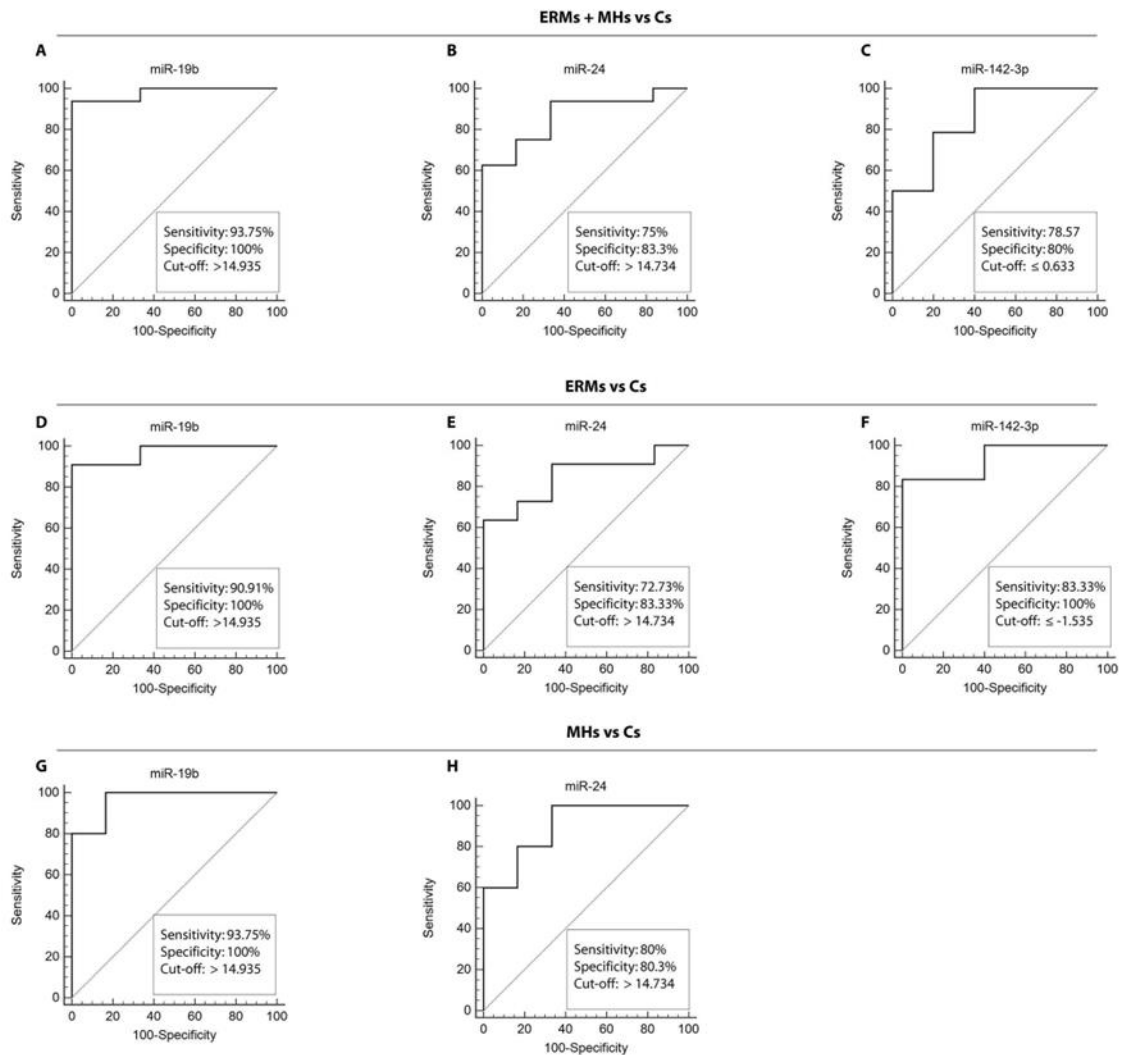 ERMs + MHs vs Cs
A
miR-19b
100
80
60
40
20
0
Sensitivity
Sensitivity: 93.75%
Specificity: 100%
Cut-off: >14.935
0 20 40 60 80 100
100-Specificity
B
miR-24
100
80
60
40
20
0
Sensitivity
Sensitivity: 75%
Specificity: 83.3%
Cut-off: > 14.734
0 20 40 60 80 100
100-Specificity
C
miR-142-3p
100
80
60
40
20
0
Sensitivity
Sensitivity: 78.57
Specificity: 80%
Cut-off: ≤ 0.633
0 20 40 60 80 100
100-Specificity
ERMs vs Cs
D
miR-19b
100
80
60
40
20
0
Sensitivity
Sensitivity: 90.91%
Specificity: 100%
Cut-off: >14.935
0 20 40 60 80 100
100-Specificity
E
miR-24
100
80
60
40
20
0
Sensitivity
Sensitivity: 72.73%
Specificity: 83.33%
Cut-off: > 14.734
0 20 40 60 80 100
100-Specificity
F
miR-142-3p
100
80
60
40
20
0
Sensitivity
Sensitivity: 83.33%
Specificity: 100%
Cut-off: ≤ -1.535
0 20 40 60 80 100
100-Specificity
MHs vs Cs
G
miR-19b
100
80
60
40
20
0
Sensitivity
Sensitivity: 93.75%
Specificity: 100%
Cut-off: > 14.935
0 20 40 60 80 100
100-Specificity
H
miR-24
100
80
60
40
20
0
Sensitivity
Sensitivity: 80%
Specificity: 80.3%
Cut-off: > 14.734
0 20 40 60 80 100
100-Specificity